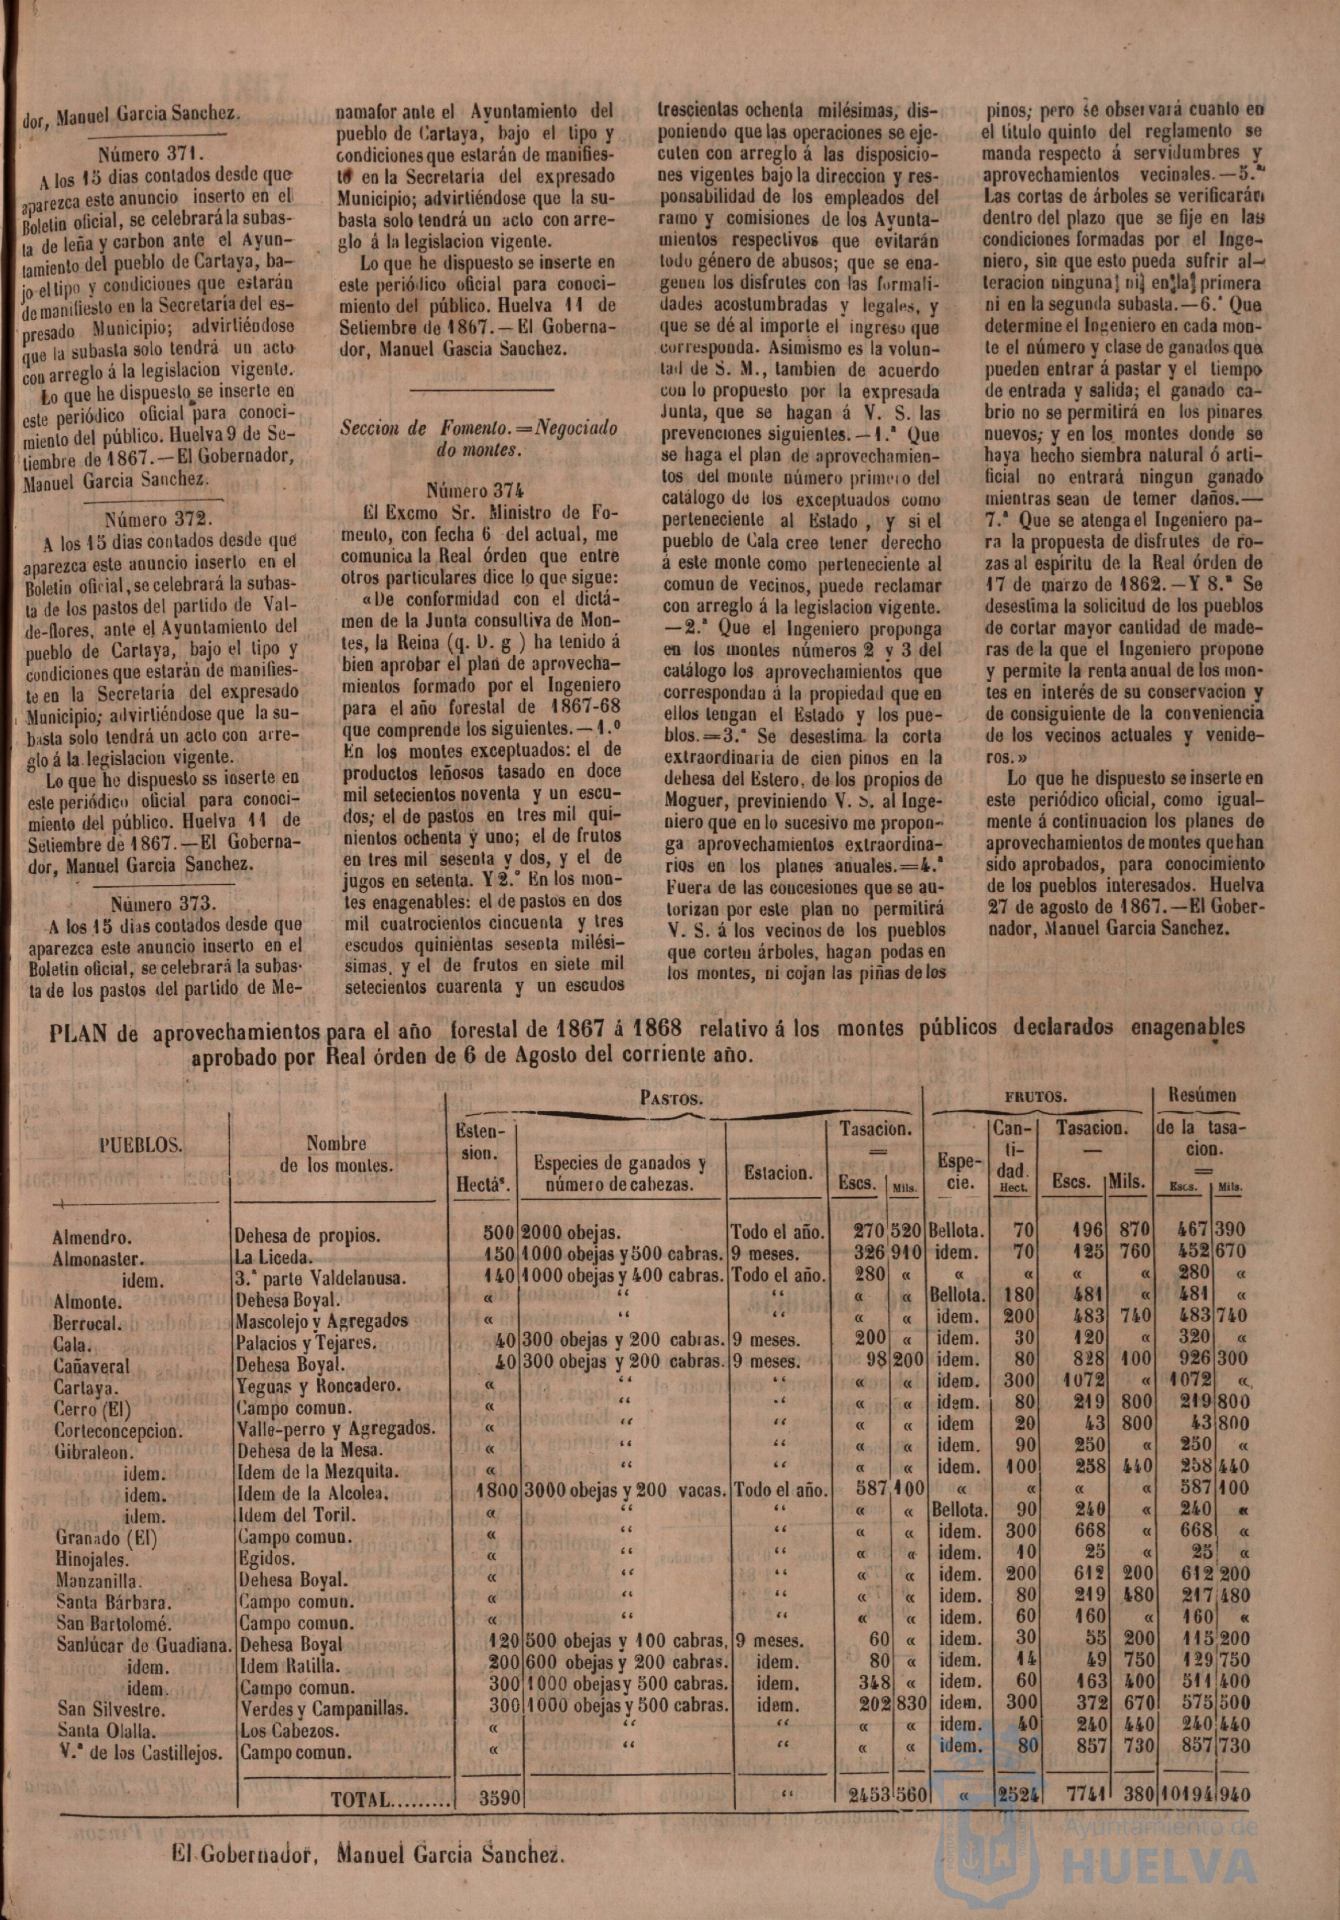 dor, Manuel Garcia Sanchez.
Número 371.
A los 15 dias contados desde que
aparezca este anuncio inserto en el
Boletin oficial, se celebrará la subas-
ta de leña y carbon ante el Ayun-
tamiento del pueblo de Cartaya, ba-
jo el tipo y condiciones que estarán
de manifiesto en la Secretaría del es-
presado Municipio; advirtiéndose
que la subasta solo tendrá un acto
con arreglo á la legislacion vigente.
Lo que he dispuesto se inserte en
este periódico oficial para conoci-
miento del público. Huelva 9 de Se-
tiembre de 1867.—El Gobernador,
Manuel Garcia Sanchez.
Número 372.
A los 15 dias contados desde que
aparezca este anuncio inserto en el
Boletin oficial, se celebrará la subas-
ta de los pastos del partido de Val-
de-flores, ante el Ayuntamiento del
pueblo de Cartaya, bajo el tipo y
condiciones que estarán de manifies-
te en la Secretaría del expresado
Municipio; advirtiéndose que la su-
basta solo tendrá un acto con arre-
glo á la legislacion vigente.
Lo que he dispuesto ss inserte en
este periódico oficial para conoci-
miento del público. Huelva 11 de
Setiembre de 1867.—El Goberna-
dor, Manuel Garcia Sanchez.
Número 373.
A los 15 dias contados desde que
aparezca este anuncio inserto en el
Boletin oficial, se celebrará la subas-
ta de los pastos del partido de Me-
namafor ante el Ayuntamiento del
pueblo de Cartaya, bajo el tipo y
condiciones que estarán de manifies-
to en la Secretaría del expresado
Municipio; advirtiéndose que la su-
basta solo tendrá un acto con arre-
glo á la legislacion vigente.
Lo que he dispuesto se inserte en
este periódico oficial para conoci-
miento del público. Huelva 11 de
Setiembre de 1867.—El Goberna-
dor, Manuel Gascia Sanchez.
Seccion de Fomento.=Negociado
do montes.
Número 374
El Excmo Sr. Ministro de Fo-
mento, con fecha 6 del actual, me
comunica la Real órden que entre
otros particulares dice lo que sigue:
«De conformidad con el dictá-
men de la Junta consultiva de Mon-
tes, la Reina (q. D. g ) ha tenido á
bien aprobar el plan de aprovecha-
mientos formado por el Ingeniero
para el año forestal de 1867-68
que comprende los siguientes.—1.º
En los montes exceptuados: el de
productos leñosos tasado en doce
mil setecientos noventa y un escu-
dos; el de pastos en tres mil qui-
nientos ochenta y uno; el de frutos
en tres mil sesenta y dos, y el de
jugos en setenta. Y 2.º En los mon-
tes enagenables: el de pastos en dos
mil cuatrocientos cincuenta y tres
escudos quinientas sesenta milési-
simas, y el de frutos en siete mil
setecientos cuarenta y un escudos
trescientas ochenta milésimas, dis-
poniendo que las operaciones se eje-
cuten con arreglo á las disposicio-
nes vigentes bajo la direccion y res-
ponsabilidad de los empleados del
ramo y comisiones de los Ayunta-
mientos respectivos que evitarán
todo género de abusos; que se ena-
genen los disfrutes con las formali-
dades acostumbradas y legales, y
que se dé al importe el ingreso que
corresponda. Asimismo es la volun-
tad de S. M., tambien de acuerdo
con lo propuesto por la expresada
Junta, que se hagan á V. S. las
prevenciones siguientes.—1.ª Que
se haga el plan de aprovechamien-
tos del monte número primero del
catálogo de los exceptuados como
perteneciente al Estado , y si el
pueblo de Cala cree tener derecho
á este monte como perteneciente al
comun de vecinos, puede reclamar
con arreglo á la legislacion vigente.
—2.ª Que el Ingeniero proponga
en los montes números 2 y 3 del
catálogo los aprovechamientos que
correspondan á la propiedad que en
ellos tengan el Estado y los pue-
blos.=3.ª Se desestima la corta
extraordinaria de cien pinos en la
dehesa del Estero, de los propios de
Moguer, previniendo V. S. al Inge-
niero que en lo sucesivo me propon-
ga aprovechamientos extraordina-
rios en los planes anuales.=4.ª
Fuera de las concesiones que se au-
torizan por este plan no permitirá
V. S. á los vecinos de los pueblos
que corten árboles, hagan podas en
los montes, ni cojan las piñas de los
pinos; pero se observará cuanto en
el titulo quinto del reglamento se
manda respecto á servidumbres y
aprovechamientos vecinales.—5.ª
Las cortas de árboles se verificarán
dentro del plazo que se fije en las
condiciones formadas por el Inge-
niero, sin que esto pueda sufrir al-
teracion ninguna ni en la primera
ni en la segunda subasta.—6.ª Que
determine el Ingeniero en cada mon-
te el número y clase de ganados que
pueden entrar á pastar y el tiempo
de entrada y salida; el ganado ca-
brio no se permitirá en los pinares
nuevos; y en los montes donde se
haya hecho siembra natural ó arti-
ficial no entrará ningun ganado
mientras sean de temer daños.—
7.ª Que se atenga el Ingeniero pa-
ra la propuesta de disfrutes de ro-
zas al espíritu de la Real órden de
17 de marzo de 1862.—Y 8.ª Se
desestima la solicitud de los pueblos
de cortar mayor cantidad de made-
ras de la que el Ingeniero propone
y permite la renta anual de los mon-
tes en interés de su conservacion y
de consiguiente de la conveniencia
de los vecinos actuales y venide-
ros.»
Lo que he dispuesto se inserte en
este periódico oficial, como igual-
mente á continuacion los planes de
aprovechamientos de montes que han
sido aprobados, para conocimiento
de los pueblos interesados. Huelva
27 de agosto de 1867.—El Gober-
nador, Manuel Garcia Sanchez.
PLAN de aprovechamientos para el año forestal de 1867 á 1868 relativo á los montes públicos declarados enagenables
aprobado por Real órden de 6 de Agosto del corriente año.
PASTOS. FRUTOS. Resúmen
PUEBLOS. Nombre de los montes. Esten-sion. Hectáˢ. Especies de ganados y número de cabezas. Estacion. Tasacion. Escs. Mils. Espe-cie. Can-ti-dad. Hect. Tasacion. Escs. Mils. de la tasa-cion. Escs. Mils.
Almendro. Dehesa de propios. 500 2000 obejas. Todo el año. 270 520 Bellota. 70 196 870 467 390
Almonaster. La Liceda. 150 1000 obejas y 500 cabras. 9 meses. 326 910 idem. 70 125 760 452 670
idem. 3.ª parte Valdelanusa. 140 1000 obejas y 400 cabras. Todo el año. 280 « « « « « 280 «
Almonte. Dehesa Boyal. « “ “ « « Bellota. 180 481 « 481 «
Berrocal. Mascolejo y Agregados « “ “ « « idem. 200 483 740 483 740
Cala. Palacios y Tejares. 40 300 obejas y 200 cabras. 9 meses. 200 « idem. 30 120 « 320 «
Cañaveral Dehesa Boyal. 40 300 obejas y 200 cabras. 9 meses. 98 200 idem. 80 828 100 926 300
Cartaya. Yeguas y Roncadero. « “ “ « « idem. 300 1072 « 1072 «
Cerro (El) Campo comun. « “ “ « « idem. 80 219 800 219 800
Corteconcepcion. Valle-perro y Agregados. « “ “ « « idem 20 43 800 43 800
Gibraleon. Dehesa de la Mesa. « “ “ « « idem. 90 250 « 250 «
idem. Idem de la Mezquita. « “ “ « « idem. 100 258 440 258 440
idem. Idem de la Alcolea. 1800 3000 obejas y 200 vacas. Todo el año. 587 100 « « « « 587 100
idem. Idem del Toril. « “ “ « « Bellota. 90 240 « 240 «
Granado (El) Campo comun. « “ “ « « idem. 300 668 « 668 «
Hinojales. Egidos. « “ “ « « idem. 10 25 « 25 «
Manzanilla. Dehesa Boyal. « “ “ « « idem. 200 612 200 612 200
Santa Bárbara. Campo comun. « “ “ « « idem. 80 219 480 217 480
San Bartolomé. Campo comun. « “ “ « « idem. 60 160 « 160 «
Sanlúcar de Guadiana. Dehesa Boyal 120 500 obejas y 100 cabras, 9 meses. 60 « idem. 30 55 200 115 200
idem. Idem Ratilla. 200 600 obejas y 200 cabras. idem. 80 « idem. 14 49 750 129 750
idem. Campo comun. 300 1000 obejas y 500 cabras. idem. 348 « idem. 60 163 400 511 400
San Silvestre. Verdes y Campanillas. 300 1000 obejas y 500 cabras. idem. 202 830 idem. 300 372 670 575 500
Santa Olalla. Los Cabezos. « “ “ « « idem. 40 240 440 240 440
V.ª de los Castillejos. Campo comun. « “ “ « « idem. 80 857 730 857 730
TOTAL......... 3590 “ 2453 560 « 2524 7741 380 10194 940
El Gobernador, Manuel Garcia Sanchez.
Ayuntamiento de
HUELVA